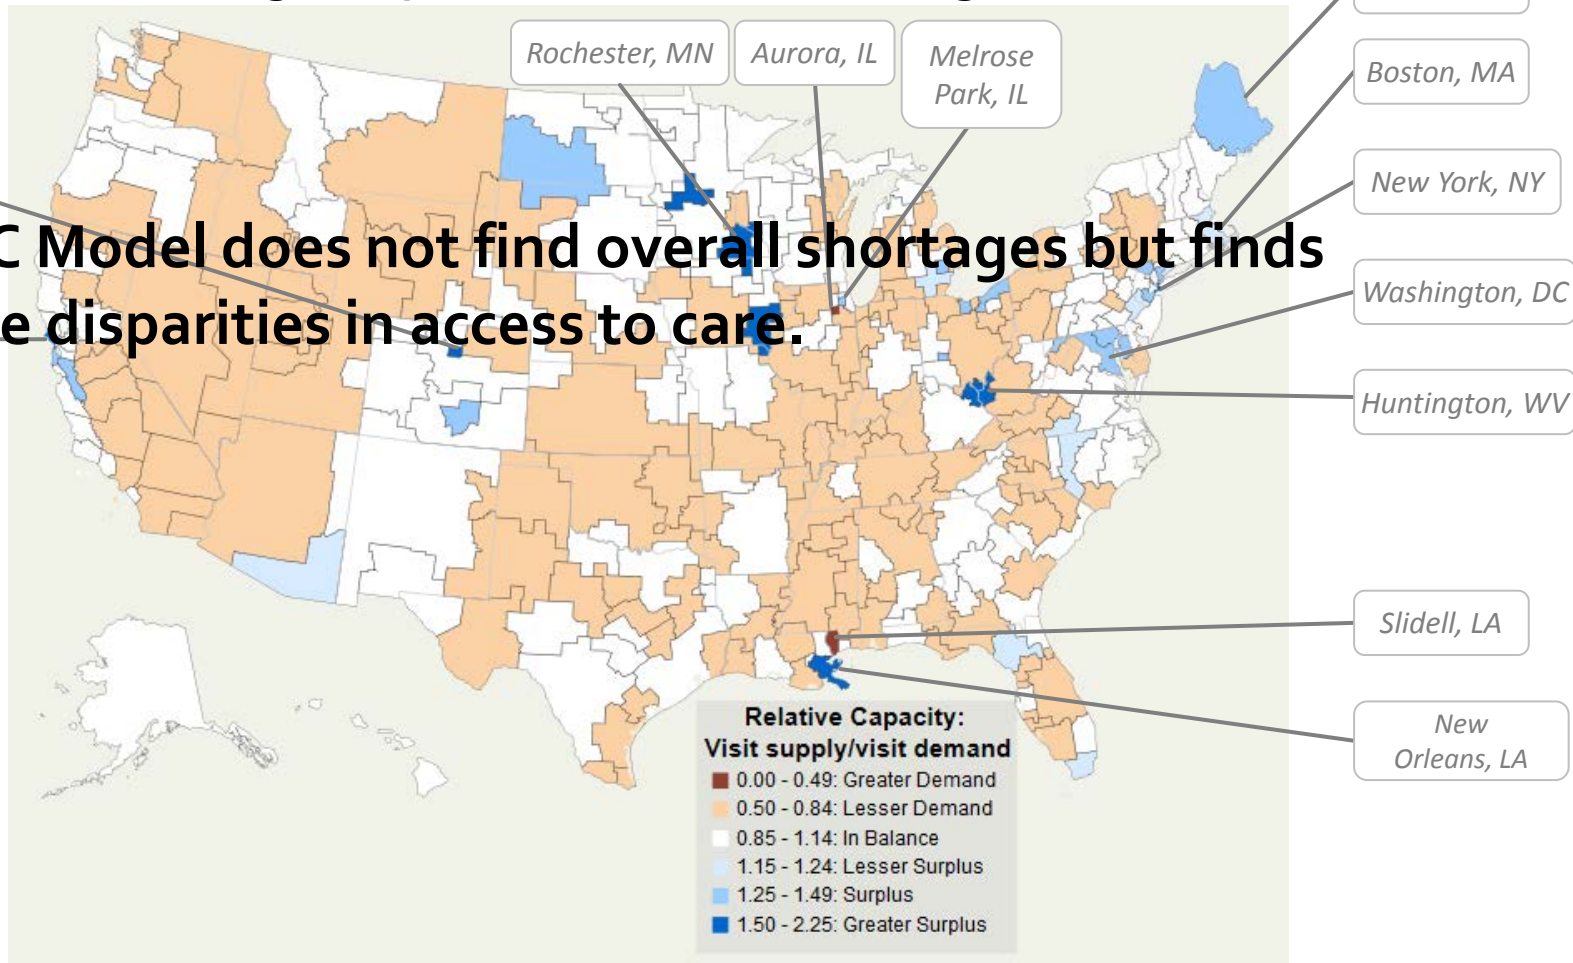 Rochester, MN
Aurora, IL
Melrose
Park, IL
Boston, MA
New York, NY
C Model does not find overall shortages but finds
e disparities in access to care.
Washington, DC
Huntington, WV
Slidell, LA
New
Orleans, LA
Relative Capacity:
Visit supply/visit demand
0.00 - 0.49: Greater Demand
0.50 - 0.84: Lesser Demand
0.85 - 1.14: In Balance
1.15 - 1.24: Lesser Surplus
1.25 - 1.49: Surplus
1.50 - 2.25: Greater Surplus